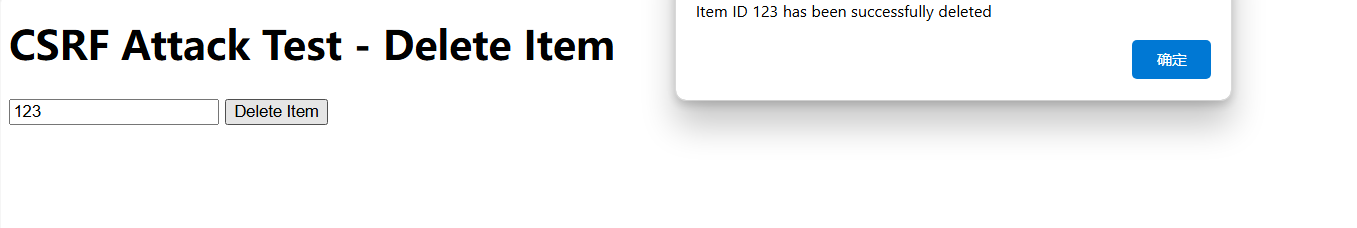 Item ID 123 has been successfully deleted
确定
CSRF Attack Test - Delete Item
123
Delete Item